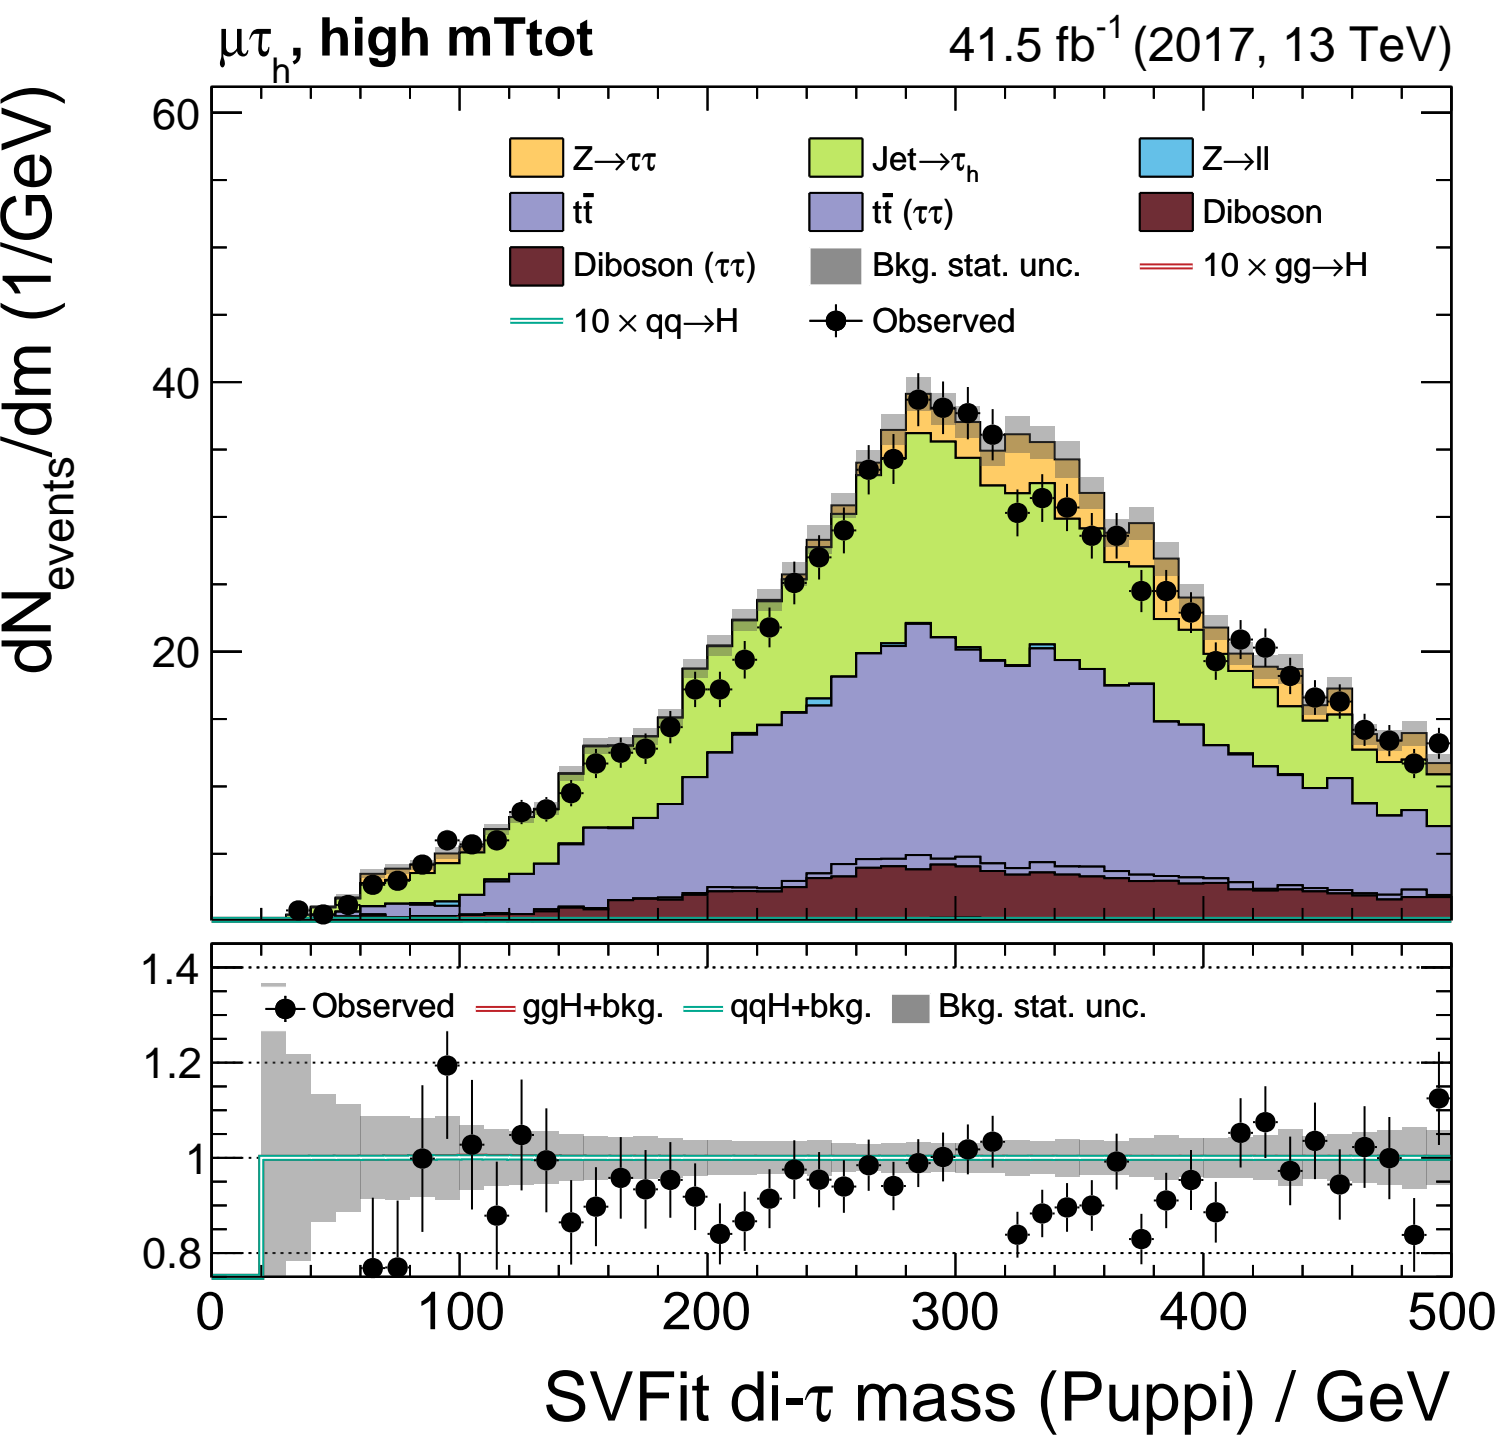 μτh, high mTtot 41.5 fb-1 (2017, 13 TeV)
dNevents/dm (1/GeV)
60
40
20
Z→ττ Jet→τh Z→ll
tt̄ tt̄ (ττ) Diboson
Diboson (ττ) Bkg. stat. unc. 10 × gg→H
10 × qq→H Observed
1.4
1.2
1
0.8
Observed ggH+bkg. qqH+bkg. Bkg. stat. unc.
0 100 200 300 400 500
SVFit di-τ mass (Puppi) / GeV